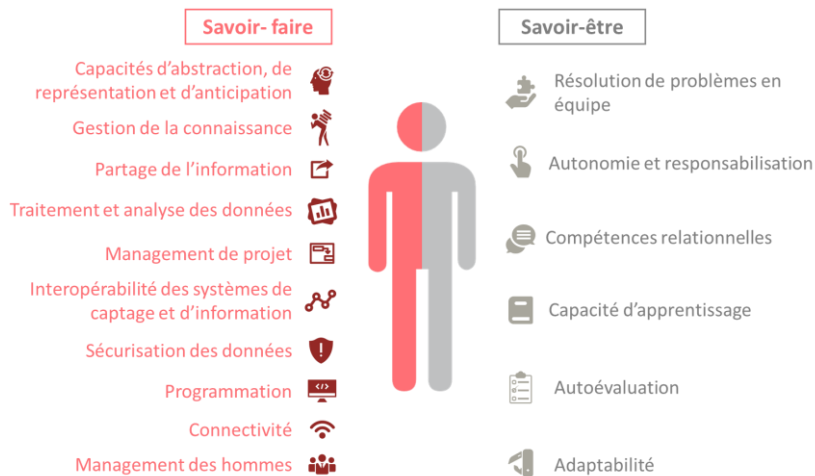 Savoir- faire
Capacités d'abstraction, de
représentation et d'anticipation
Gestion de la connaissance
Partage de l'information
Traitement et analyse des données
Management de projet
Interopérabilité des systèmes de
captage et d'information
Sécurisation des données
Programmation
Connectivité
Management des hommes
Savoir-être
Résolution de problèmes en
équipe
Autonomie et responsabilisation
Compétences relationnelles
Capacité d'apprentissage
Autoévaluation
Adaptabilité